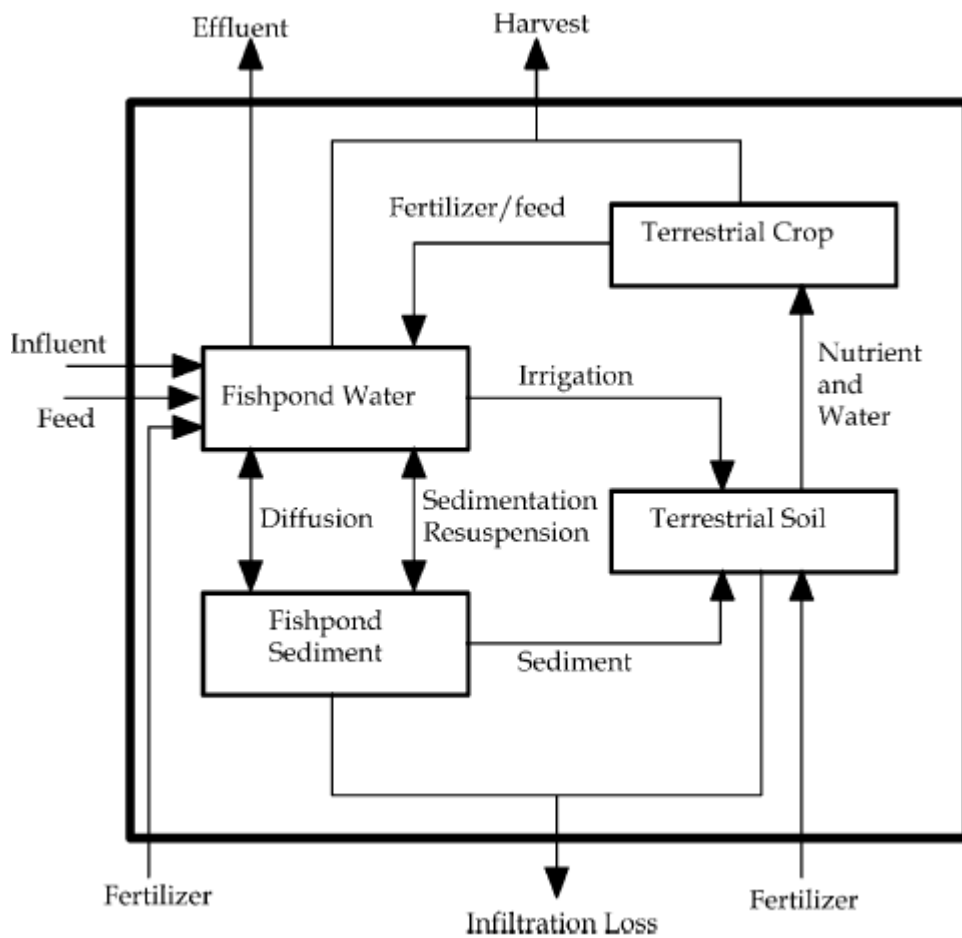 Effluent
Harvest
Fertilizer/feed
Terrestrial Crop
Influent
Feed
Fishpond Water
Irrigation
Nutrient
and
Water
Diffusion
Sedimentation
Resuspension
Terrestrial Soil
Fishpond
Sediment
Sediment
Fertilizer
Infiltration Loss
Fertilizer